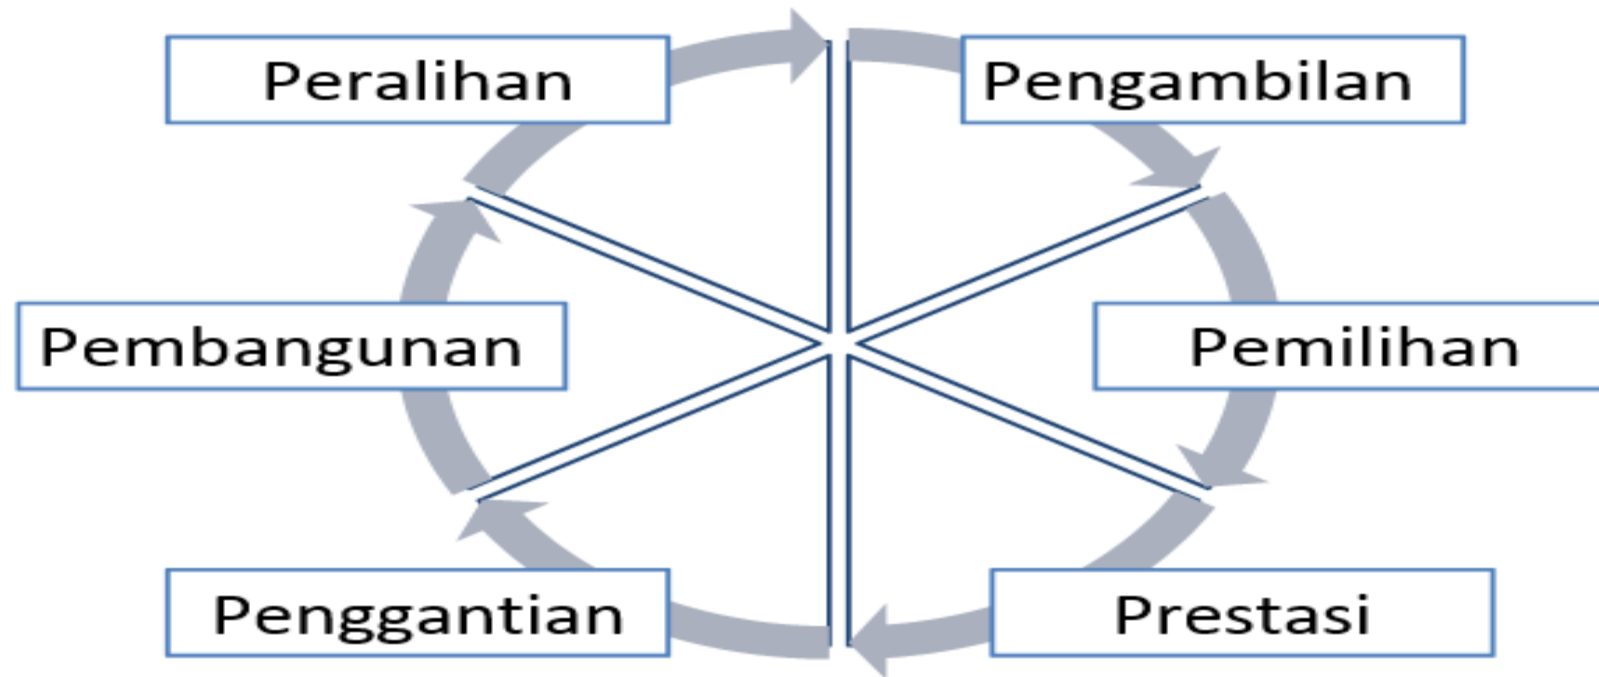 Peralihan
Pengambilan
Pembangunan
Pemilihan
Penggantian
Prestasi